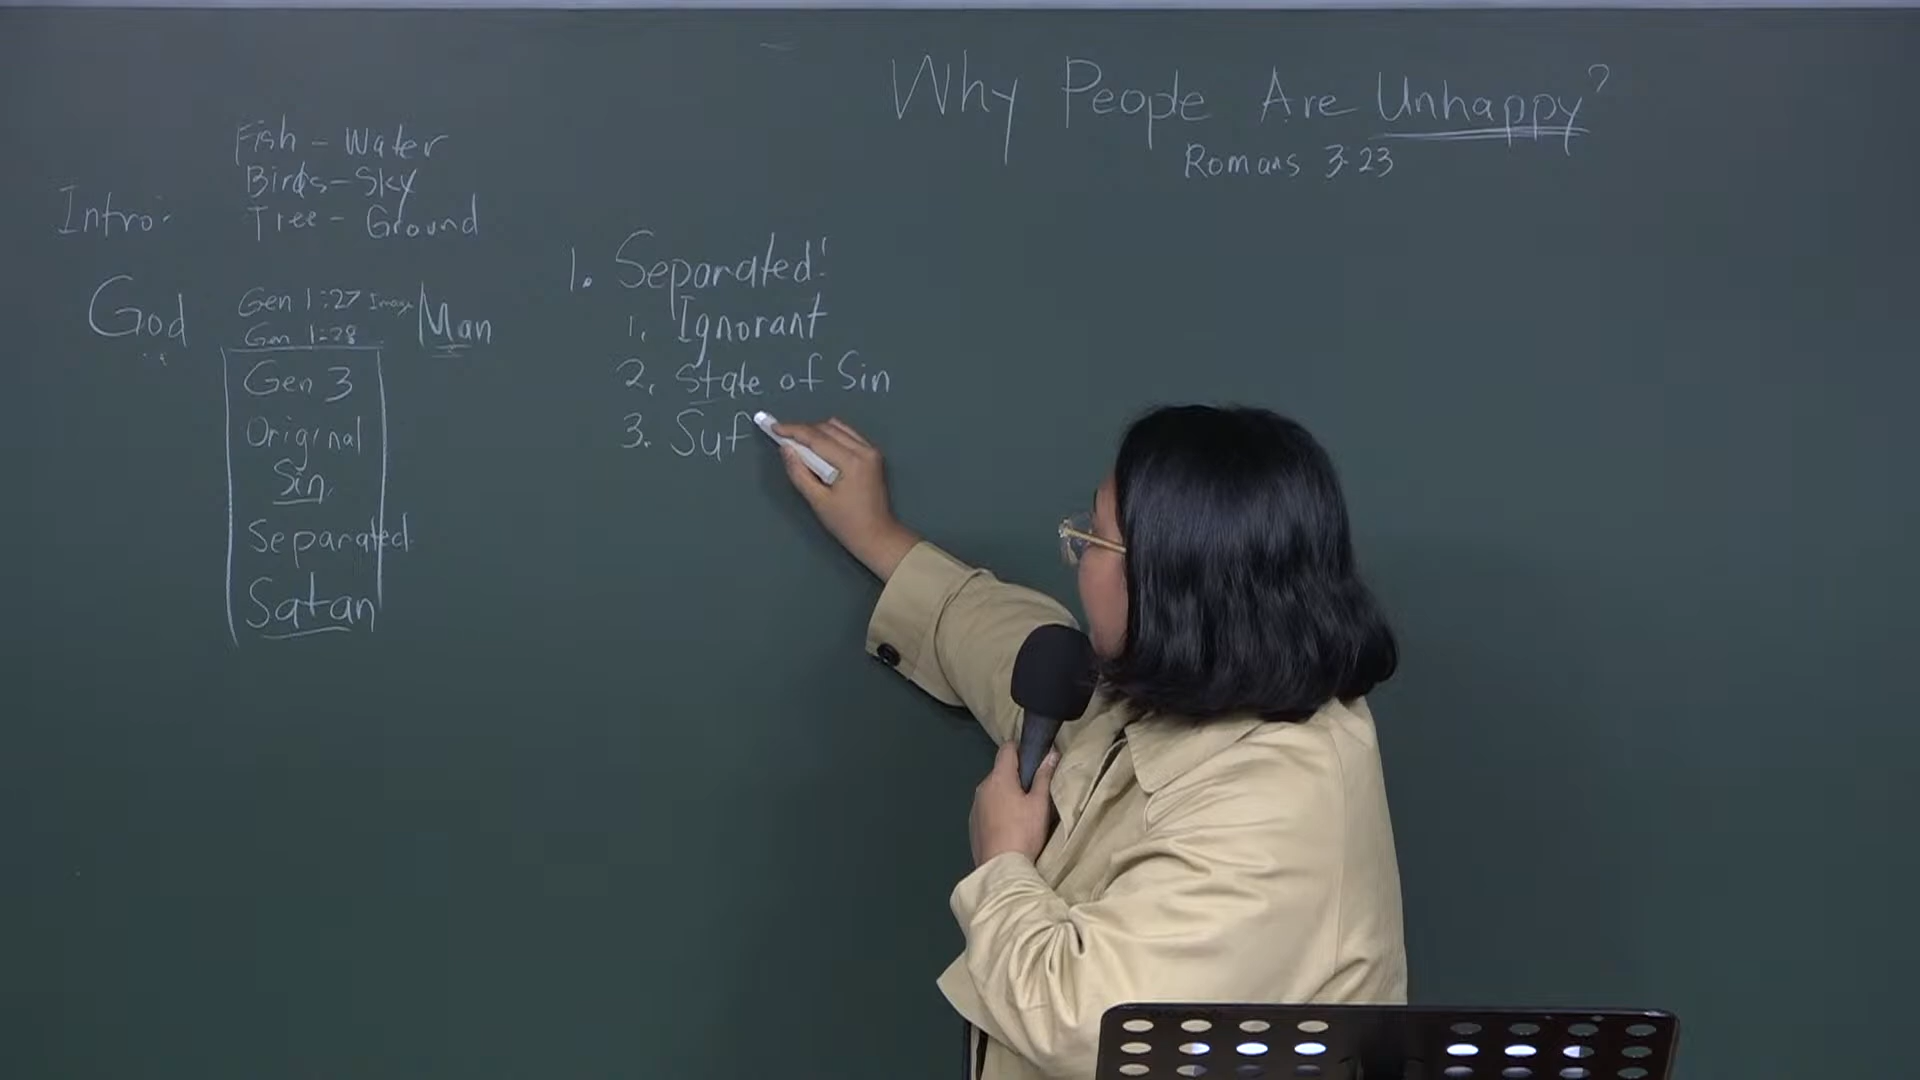 Why People Are Unhappy?
Romans 3:23
Intro:
Fish - Water
Birds - Sky
Tree - Ground
God
Gen 1:27 Image
Gen 1:28
Man
Gen 3
Original
Sin
Separated
Satan
1. Separated!
1. Ignorant
2. State of Sin
3. Suf